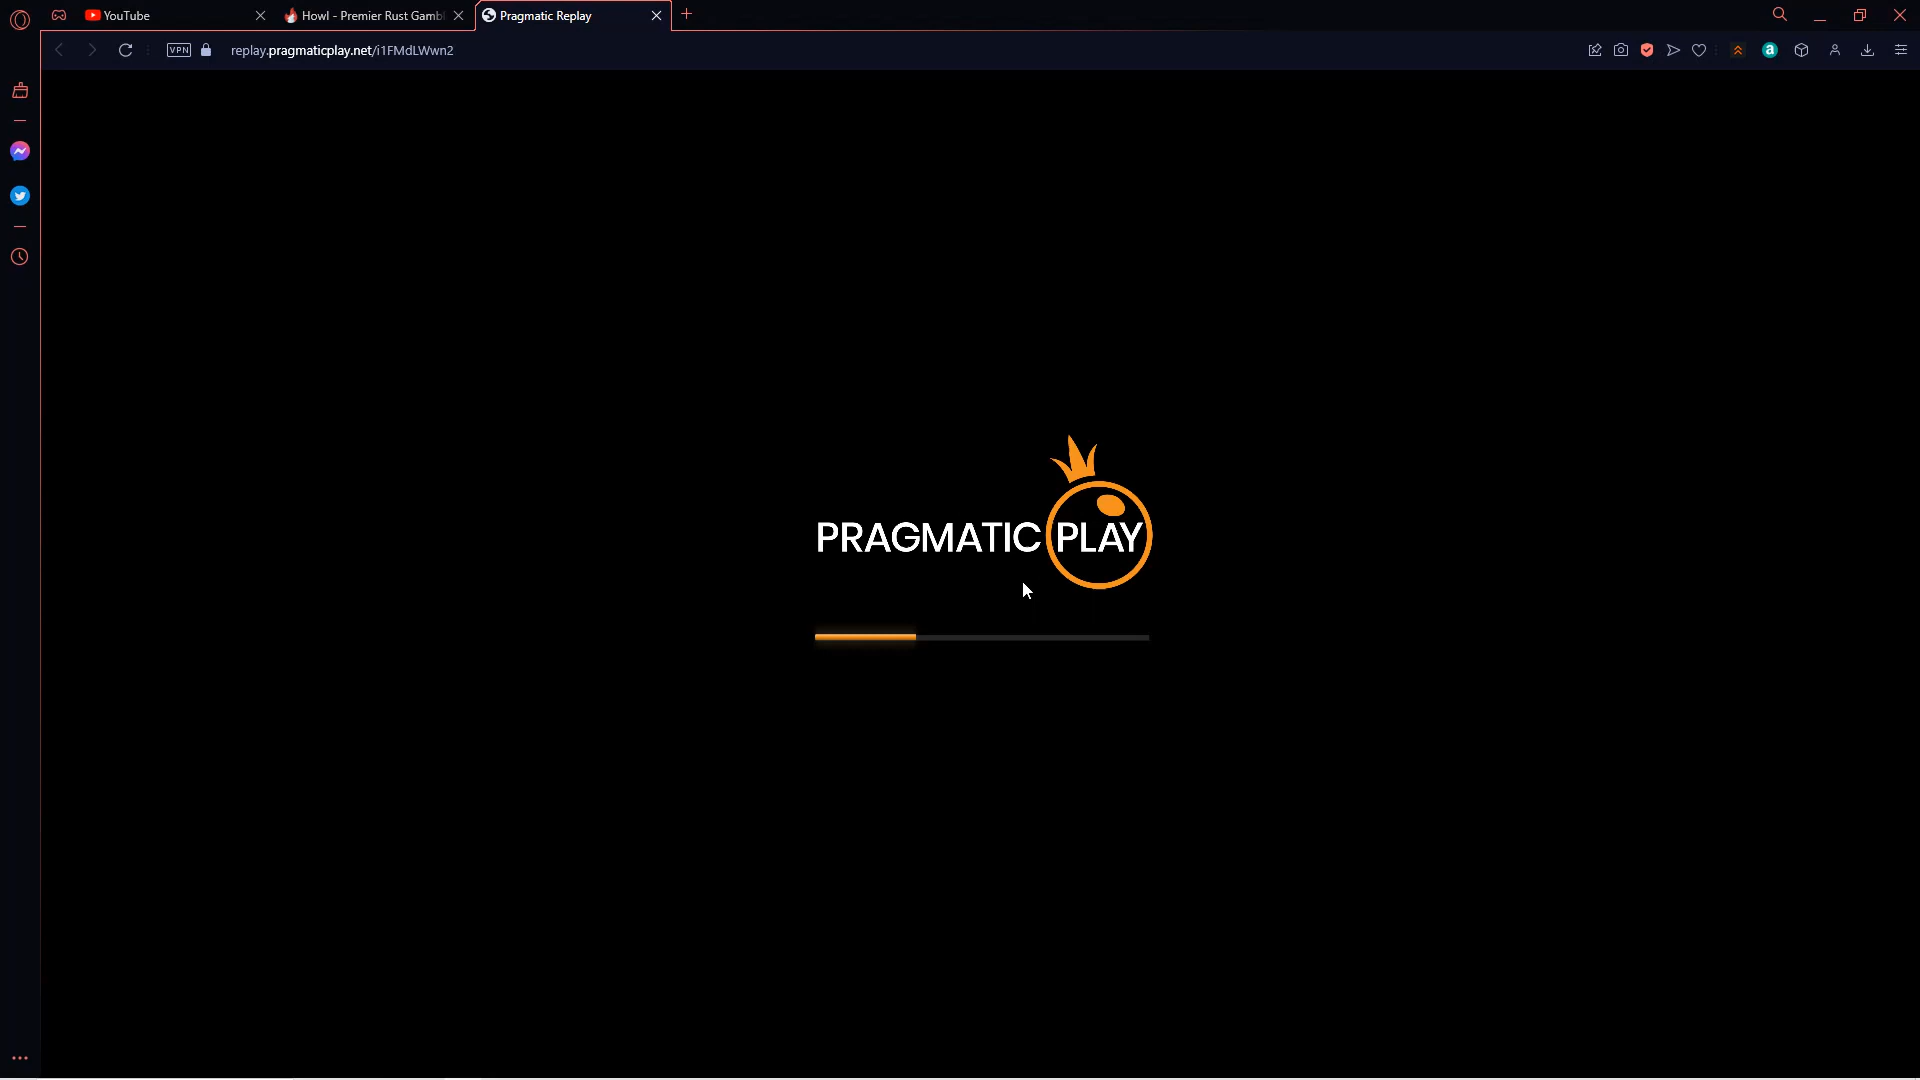 YouTube
Howl - Premier Rust Gambl
Pragmatic Replay
VPN
replay.pragmaticplay.net/i1FMdLWwn2
a
PRAGMATIC PLAY